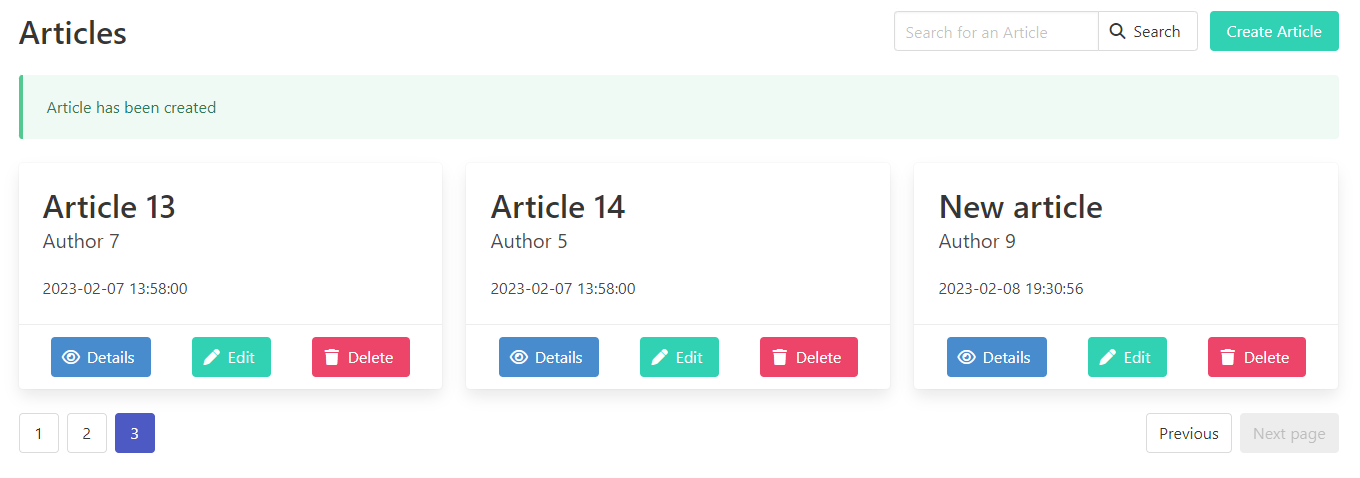 Articles
Search for an Article
Search
Create Article
Article has been created
Article 13
Author 7
2023-02-07 13:58:00
Details
Edit
Delete
Article 14
Author 5
2023-02-07 13:58:00
Details
Edit
Delete
New article
Author 9
2023-02-08 19:30:56
Details
Edit
Delete
1
2
3
Previous
Next page